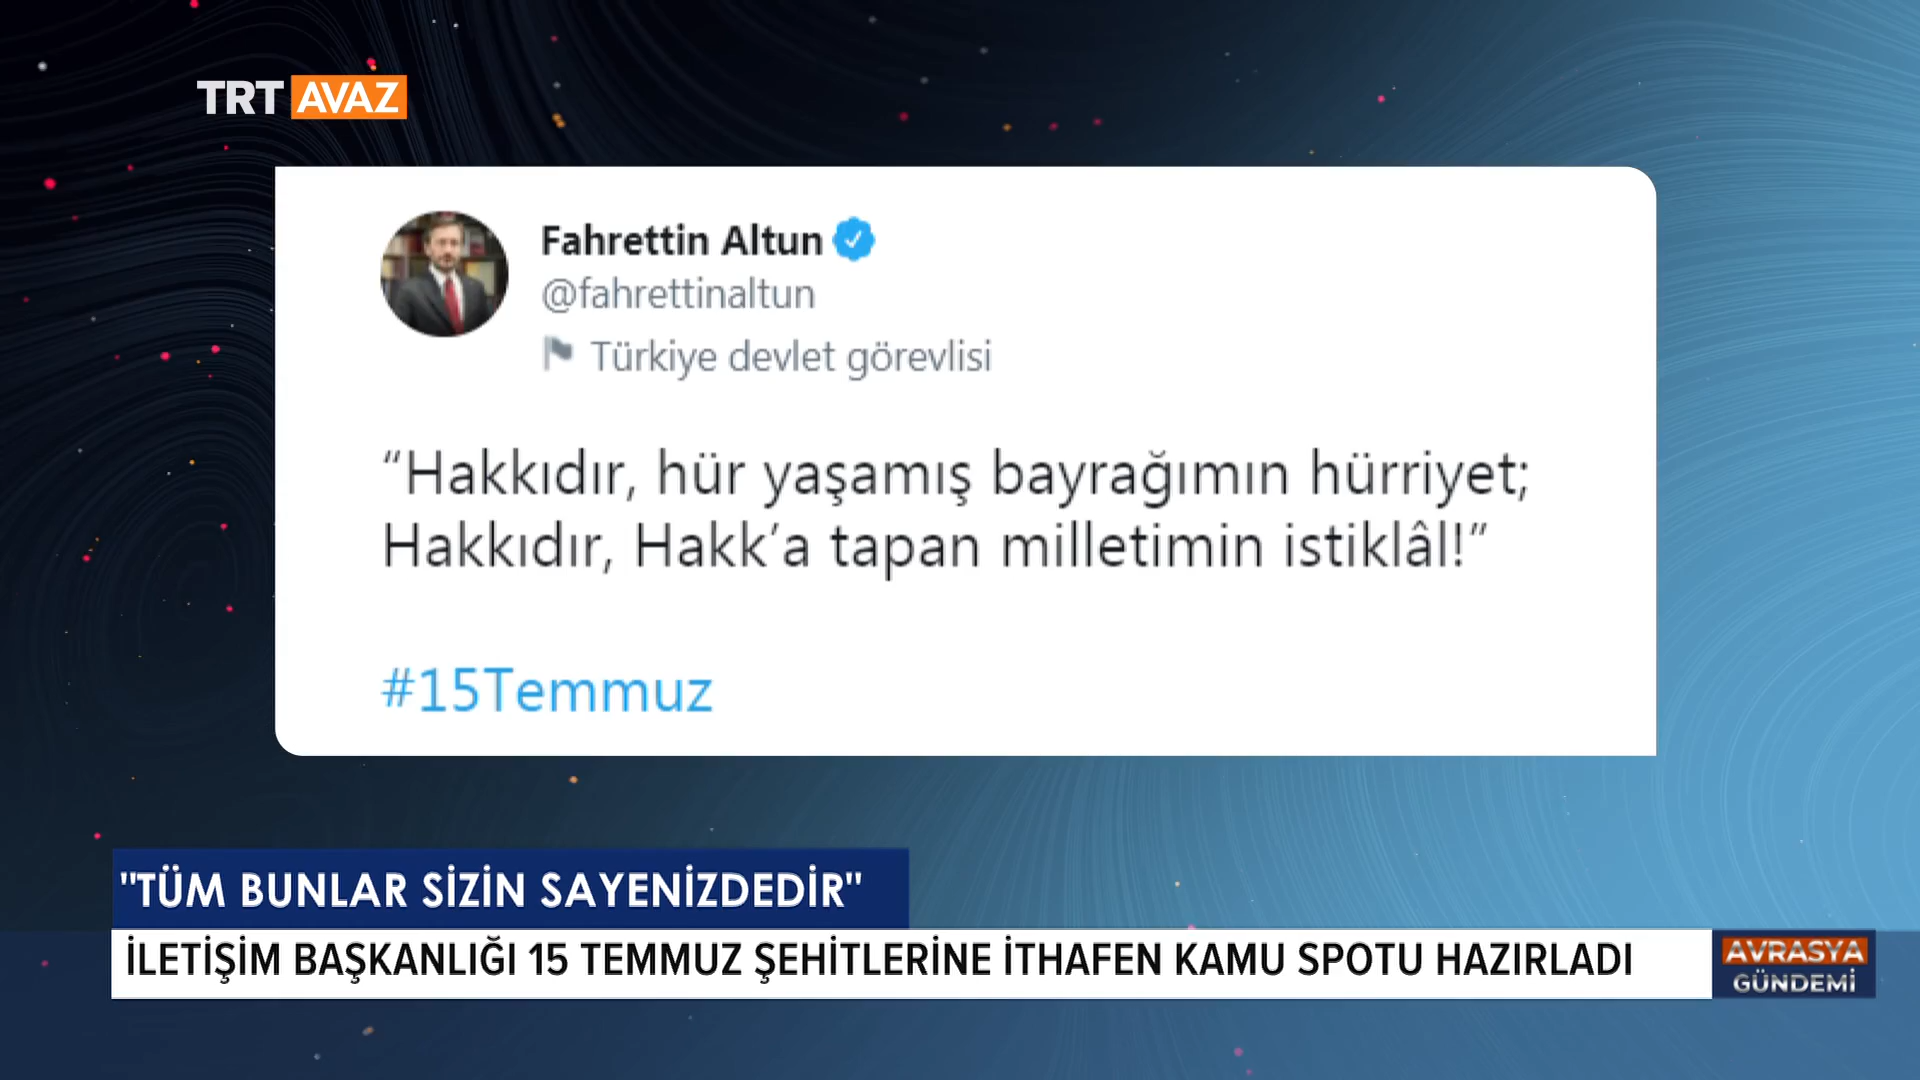 TRT AVAZ
Fahrettin Altun
@fahrettinaltun
Türkiye devlet görevlisi
“Hakkıdır, hür yaşamış bayrağımın hürriyet;
Hakkıdır, Hakk’a tapan milletimin istiklâl!”
#15Temmuz
"TÜM BUNLAR SİZİN SAYENİZDEDİR"
İLETİŞİM BAŞKANLIĞI 15 TEMMUZ ŞEHİTLERİNE İTHAFEN KAMU SPOTU HAZIRLADI
AVRASYA
GÜNDEMİ